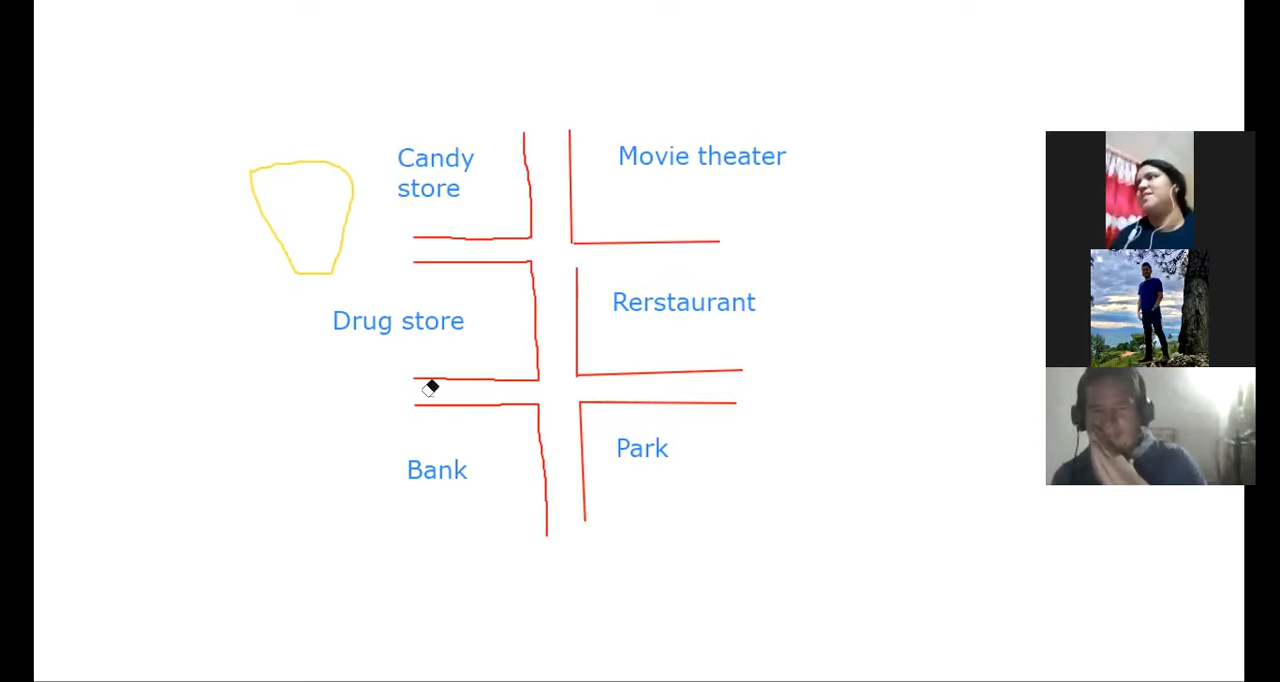 Candy
store
Movie theater
Drug store
Rerstaurant
Bank
Park